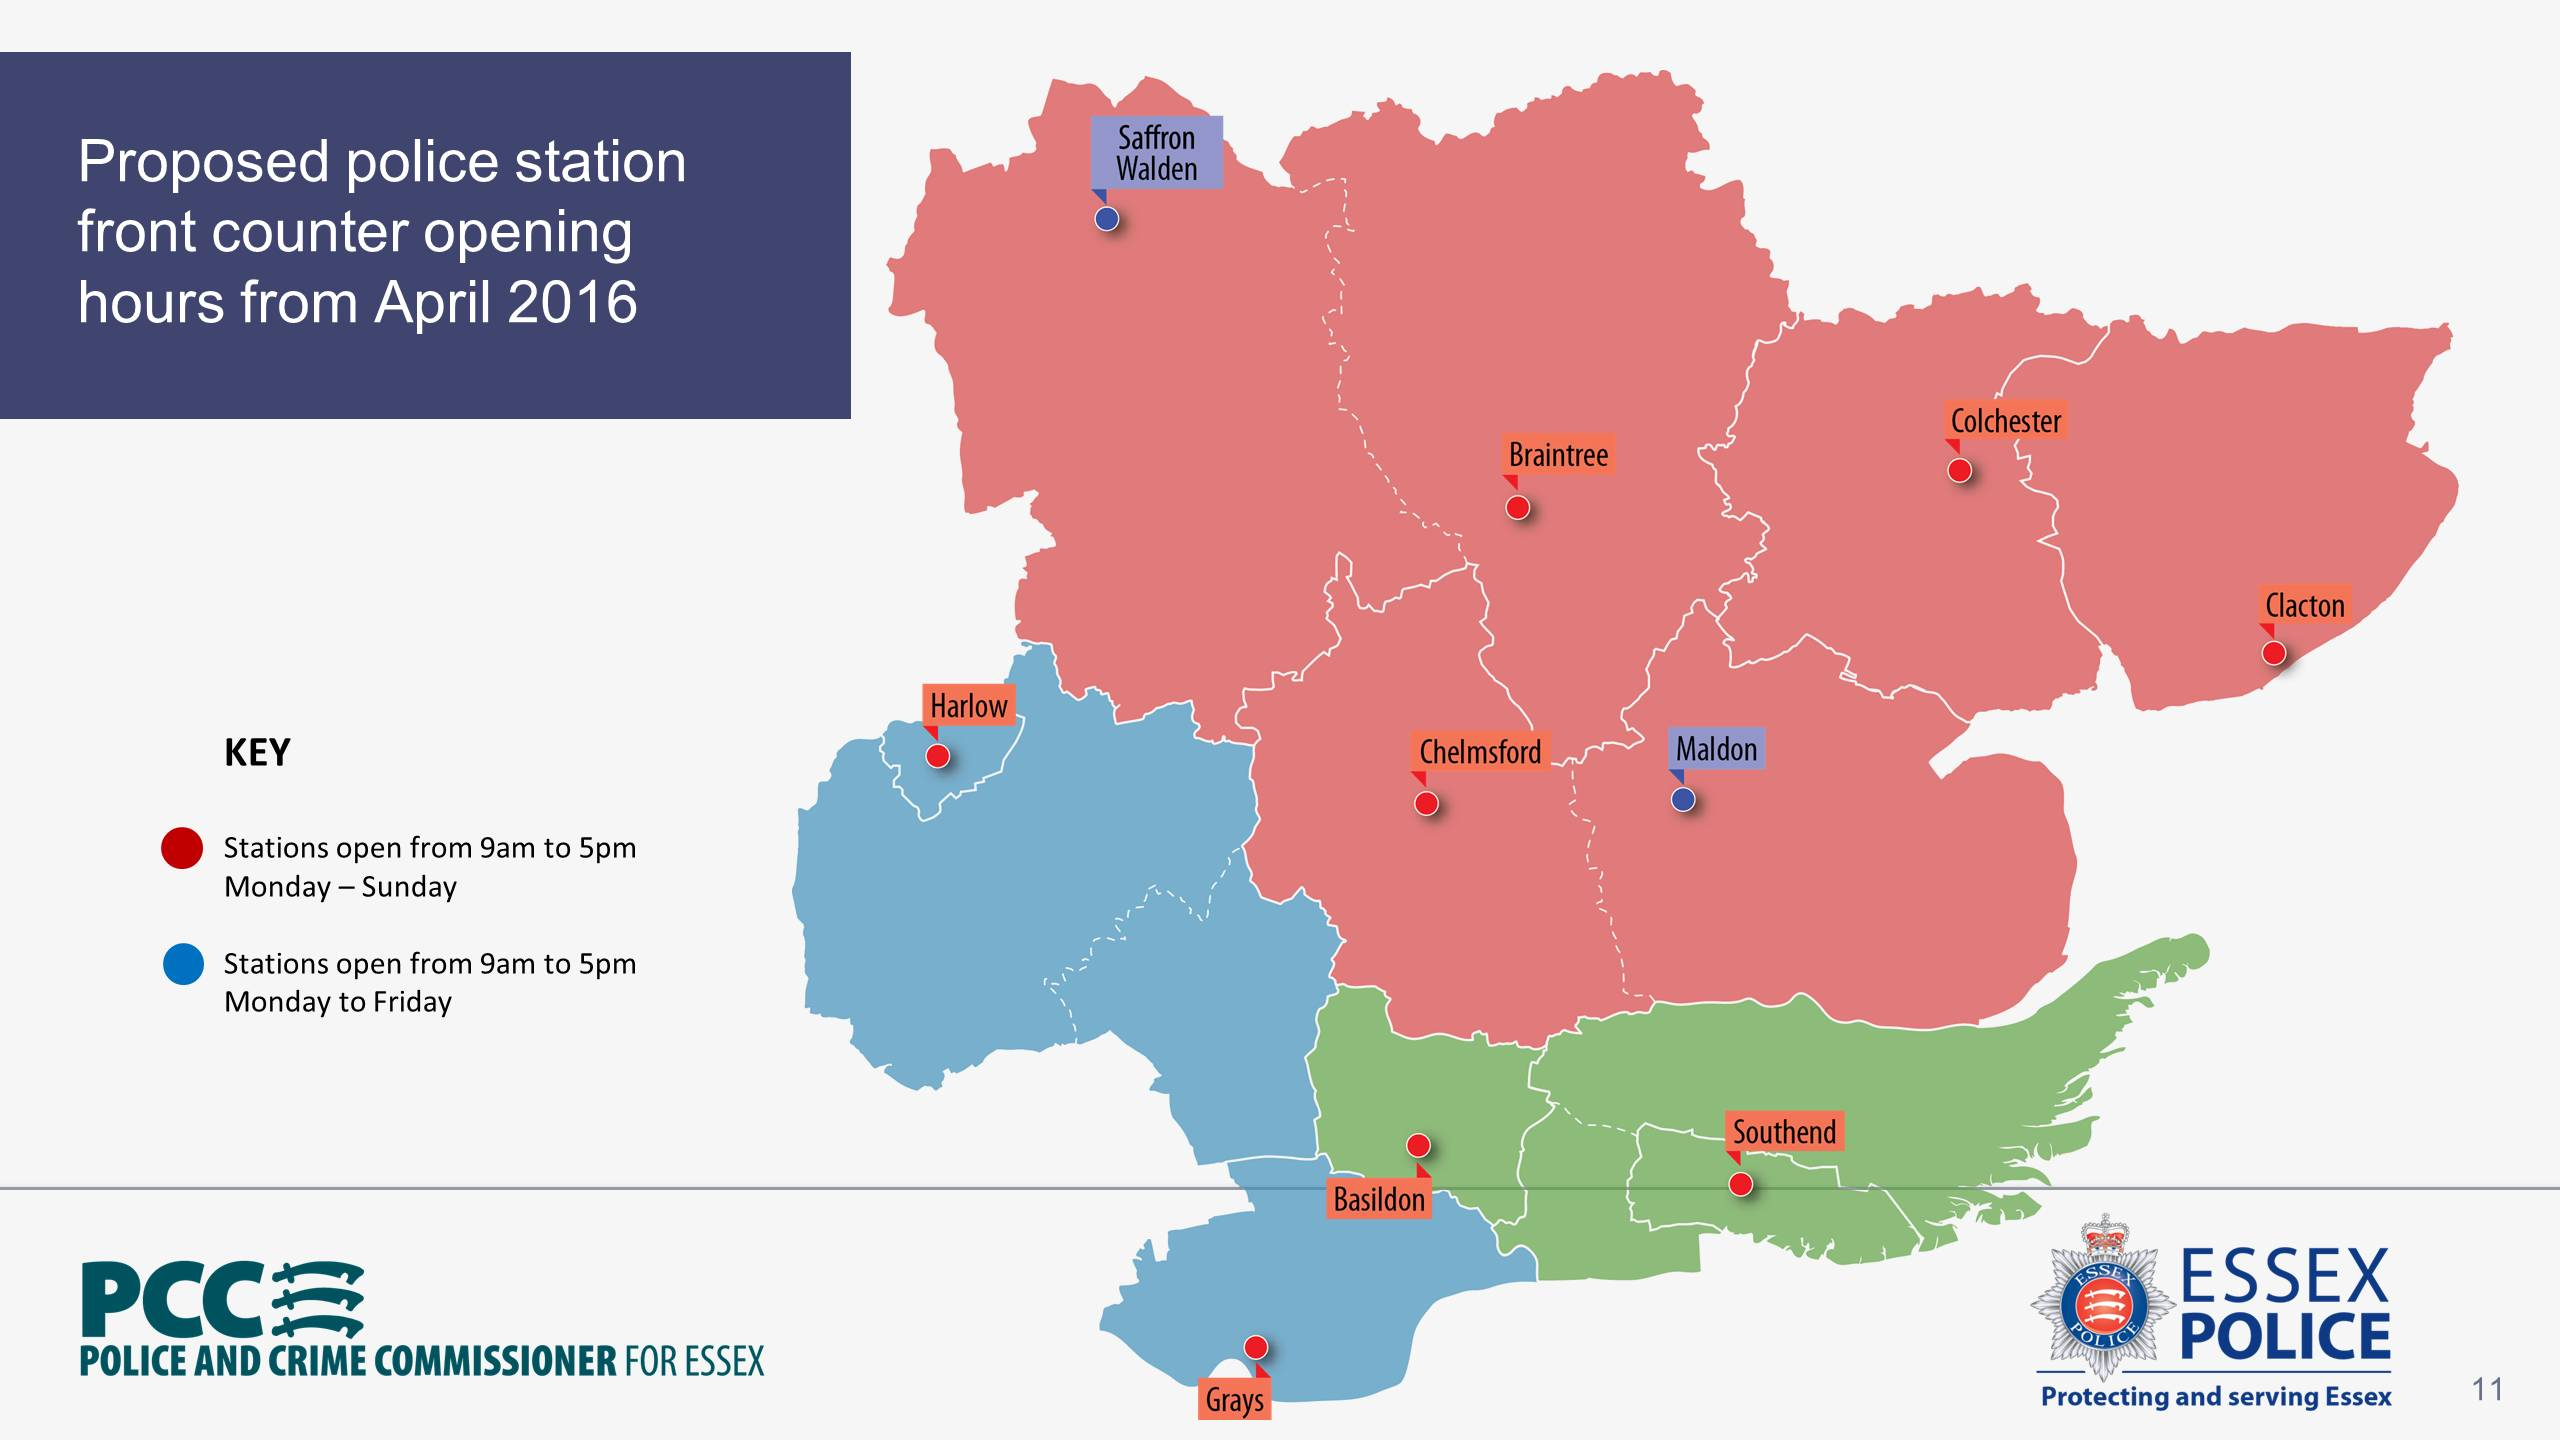 Proposed police station
front counter opening
hours from April 2016
Saffron
Walden
Braintree
Colchester
Clacton
Harlow
Chelmsford
Maldon
Southend
Basildon
Grays
KEY
Stations open from 9am to 5pm
Monday – Sunday
Stations open from 9am to 5pm
Monday to Friday
PCC
POLICE AND CRIME COMMISSIONER FOR ESSEX
ESSEX
POLICE
ESSEX
POLICE
Protecting and serving Essex
11